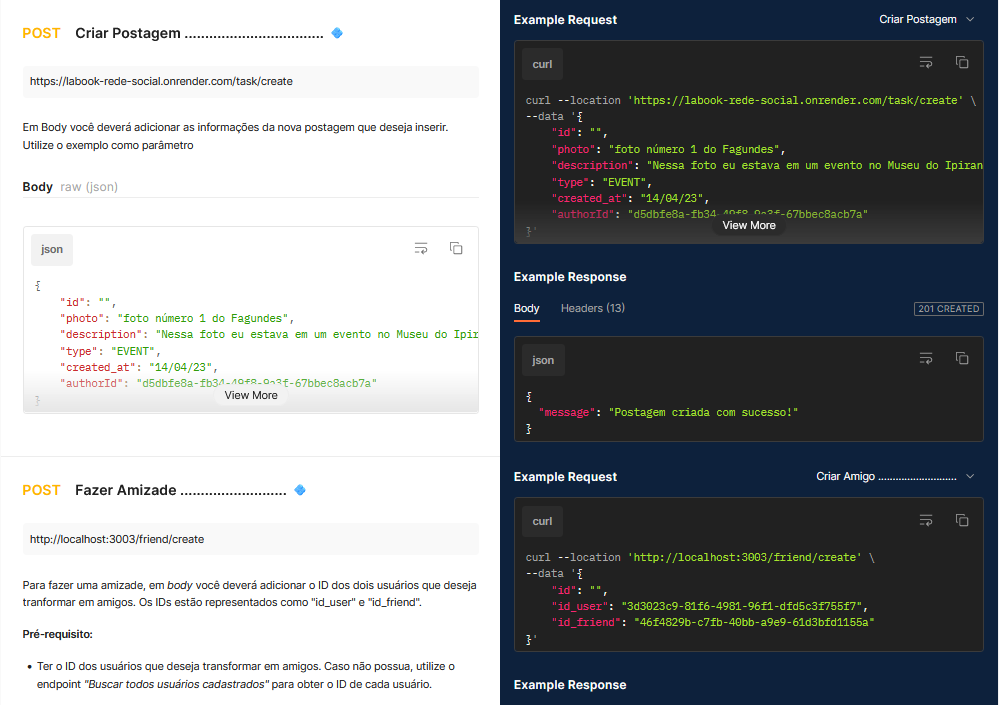 POST Criar Postagem ..................................
https://labook-rede-social.onrender.com/task/create
Em Body você deverá adicionar as informações da nova postagem que deseja inserir.
Utilize o exemplo como parâmetro
Body raw (json)
json
{
"id": "",
"photo": "foto número 1 do Fagundes",
"description": "Nessa foto eu estava em um evento no Museu do Ipir
"type": "EVENT",
"created_at": "14/04/23",
"authorId": "d5dbfe8a-fb34-49f8-9a3f-67bbec8acb7a"
}
View More
POST Fazer Amizade ..........................
http://localhost:3003/friend/create
Para fazer uma amizade, em body você deverá adicionar o ID dos dois usuários que deseja
tranformar em amigos. Os IDs estão representados como "id_user" e "id_friend".
Pré-requisito:
• Ter o ID dos usuários que deseja transformar em amigos. Caso não possua, utilize o
endpoint "Buscar todos usuários cadastrados" para obter o ID de cada usuário.
Example Request Criar Postagem
curl
curl --location 'https://labook-rede-social.onrender.com/task/create' \
--data '{
"id": "",
"photo": "foto número 1 do Fagundes",
"description": "Nessa foto eu estava em um evento no Museu do Ipiran
"type": "EVENT",
"created_at": "14/04/23",
"authorId": "d5dbfe8a-fb34-49f8-9a3f-67bbec8acb7a"
}'
View More
Example Response
Body Headers (13) 201 CREATED
json
{
"message": "Postagem criada com sucesso!"
}
Example Request Criar Amigo ..........................
curl
curl --location 'http://localhost:3003/friend/create' \
--data '{
"id": "",
"id_user": "3d3023c9-81f6-4981-96f1-dfd5c3f755f7",
"id_friend": "46f4829b-c7fb-40bb-a9e9-61d3bfd1155a"
}'
Example Response